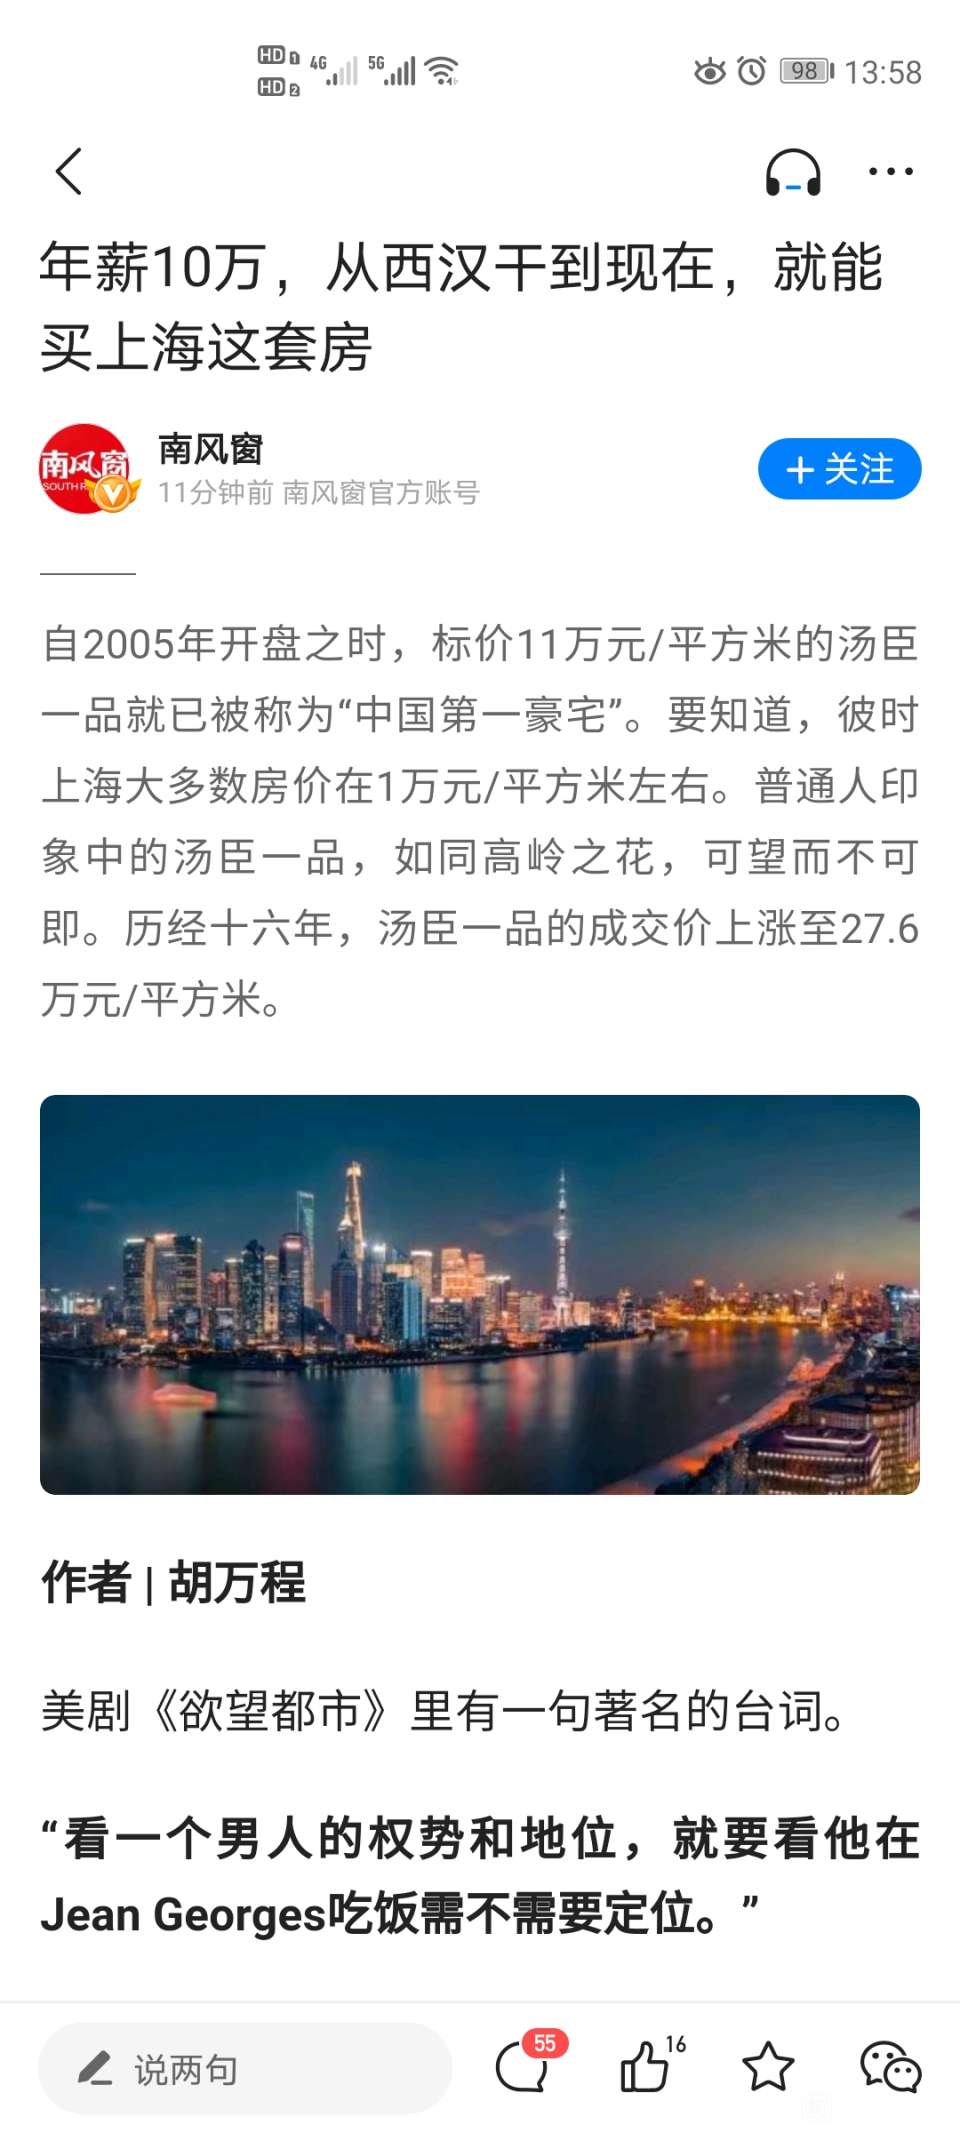 HD 1 4G 5G
HD 2
98 13:58
年薪10万，从西汉干到现在，就能
买上海这套房
南风窗
南风窗
11分钟前 南风窗官方账号
+ 关注
自2005年开盘之时，标价11万元/平方米的汤臣
一品就已被称为“中国第一豪宅”。要知道，彼时
上海大多数房价在1万元/平方米左右。普通人印
象中的汤臣一品，如同高岭之花，可望而不可
即。历经十六年，汤臣一品的成交价上涨至27.6
万元/平方米。
作者 | 胡万程
美剧《欲望都市》里有一句著名的台词。
“看一个男人的权势和地位，就要看他在
Jean Georges吃饭需不需要定位。”
说两句
55
16